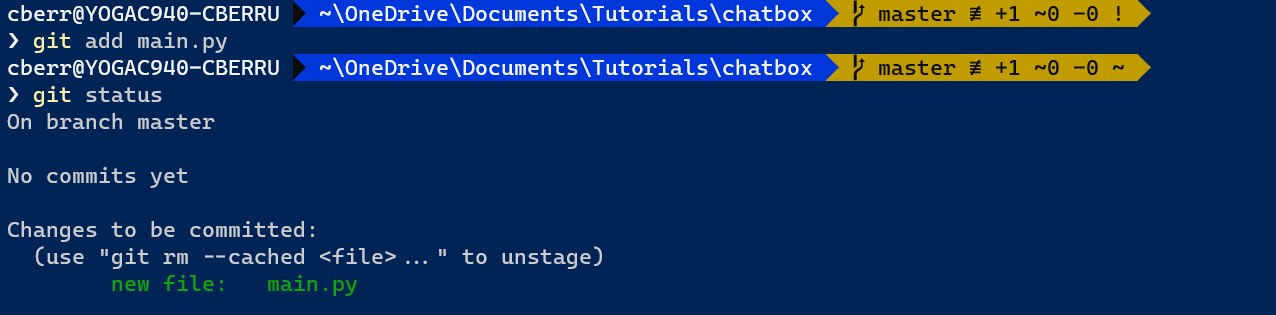 cberr@YOGAC940-CBERRU ~\OneDrive\Documents\Tutorials\chatbox master ≢ +1 ~0 -0 !
❯ git add main.py
cberr@YOGAC940-CBERRU ~\OneDrive\Documents\Tutorials\chatbox master ≢ +1 ~0 -0 ~
❯ git status
On branch master
No commits yet
Changes to be committed:
(use "git rm --cached <file>..." to unstage)
new file: main.py